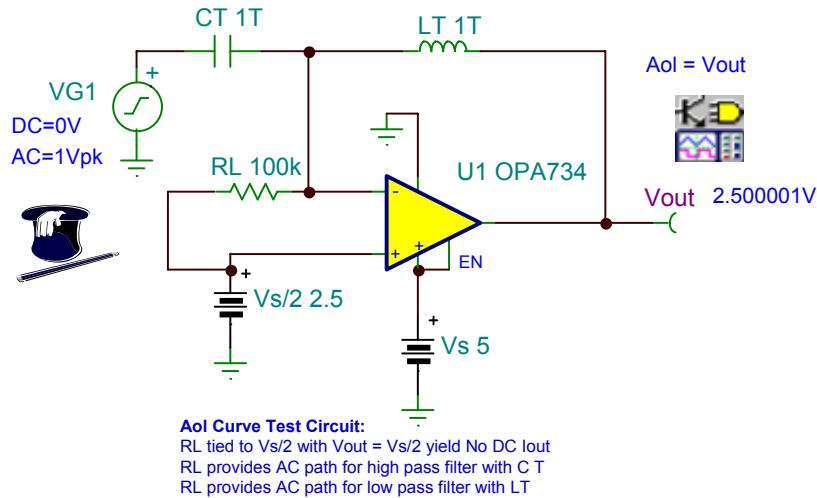 CT 1T
LT 1T
Aol = Vout
+
VG1
DC=0V
AC=1Vpk
RL 100k
U1 OPA734
-
Vout 2.500001V
+
+
EN
+
Vs/2 2.5
+
Vs 5
Aol Curve Test Circuit:
RL tied to Vs/2 with Vout = Vs/2 yield No DC Iout
RL provides AC path for high pass filter with C T
RL provides AC path for low pass filter with LT